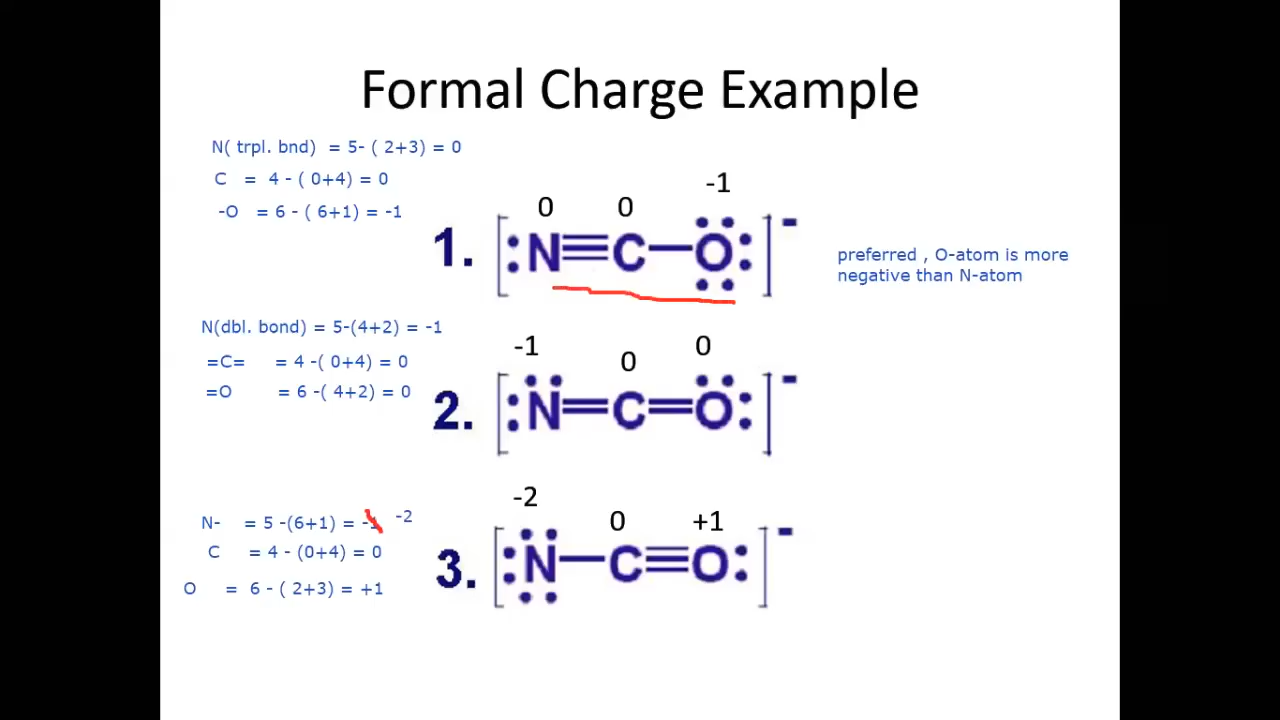 Formal Charge Example
N( trpl. bnd) = 5- ( 2+3) = 0
C = 4 - ( 0+4) = 0
-O = 6 - ( 6+1) = -1
0 0 -1
1. [:N≡C—O:]-
preferred , O-atom is more
negative than N-atom
N(dbl. bond) = 5-(4+2) = -1
=C= = 4 -( 0+4) = 0
=O = 6 -( 4+2) = 0
-1 0 0
2. [:N=C=O:]-
N- = 5 -(6+1) = -1 -2
C = 4 - (0+4) = 0
O = 6 - ( 2+3) = +1
-2 0 +1
3. [:N—C≡O:]-